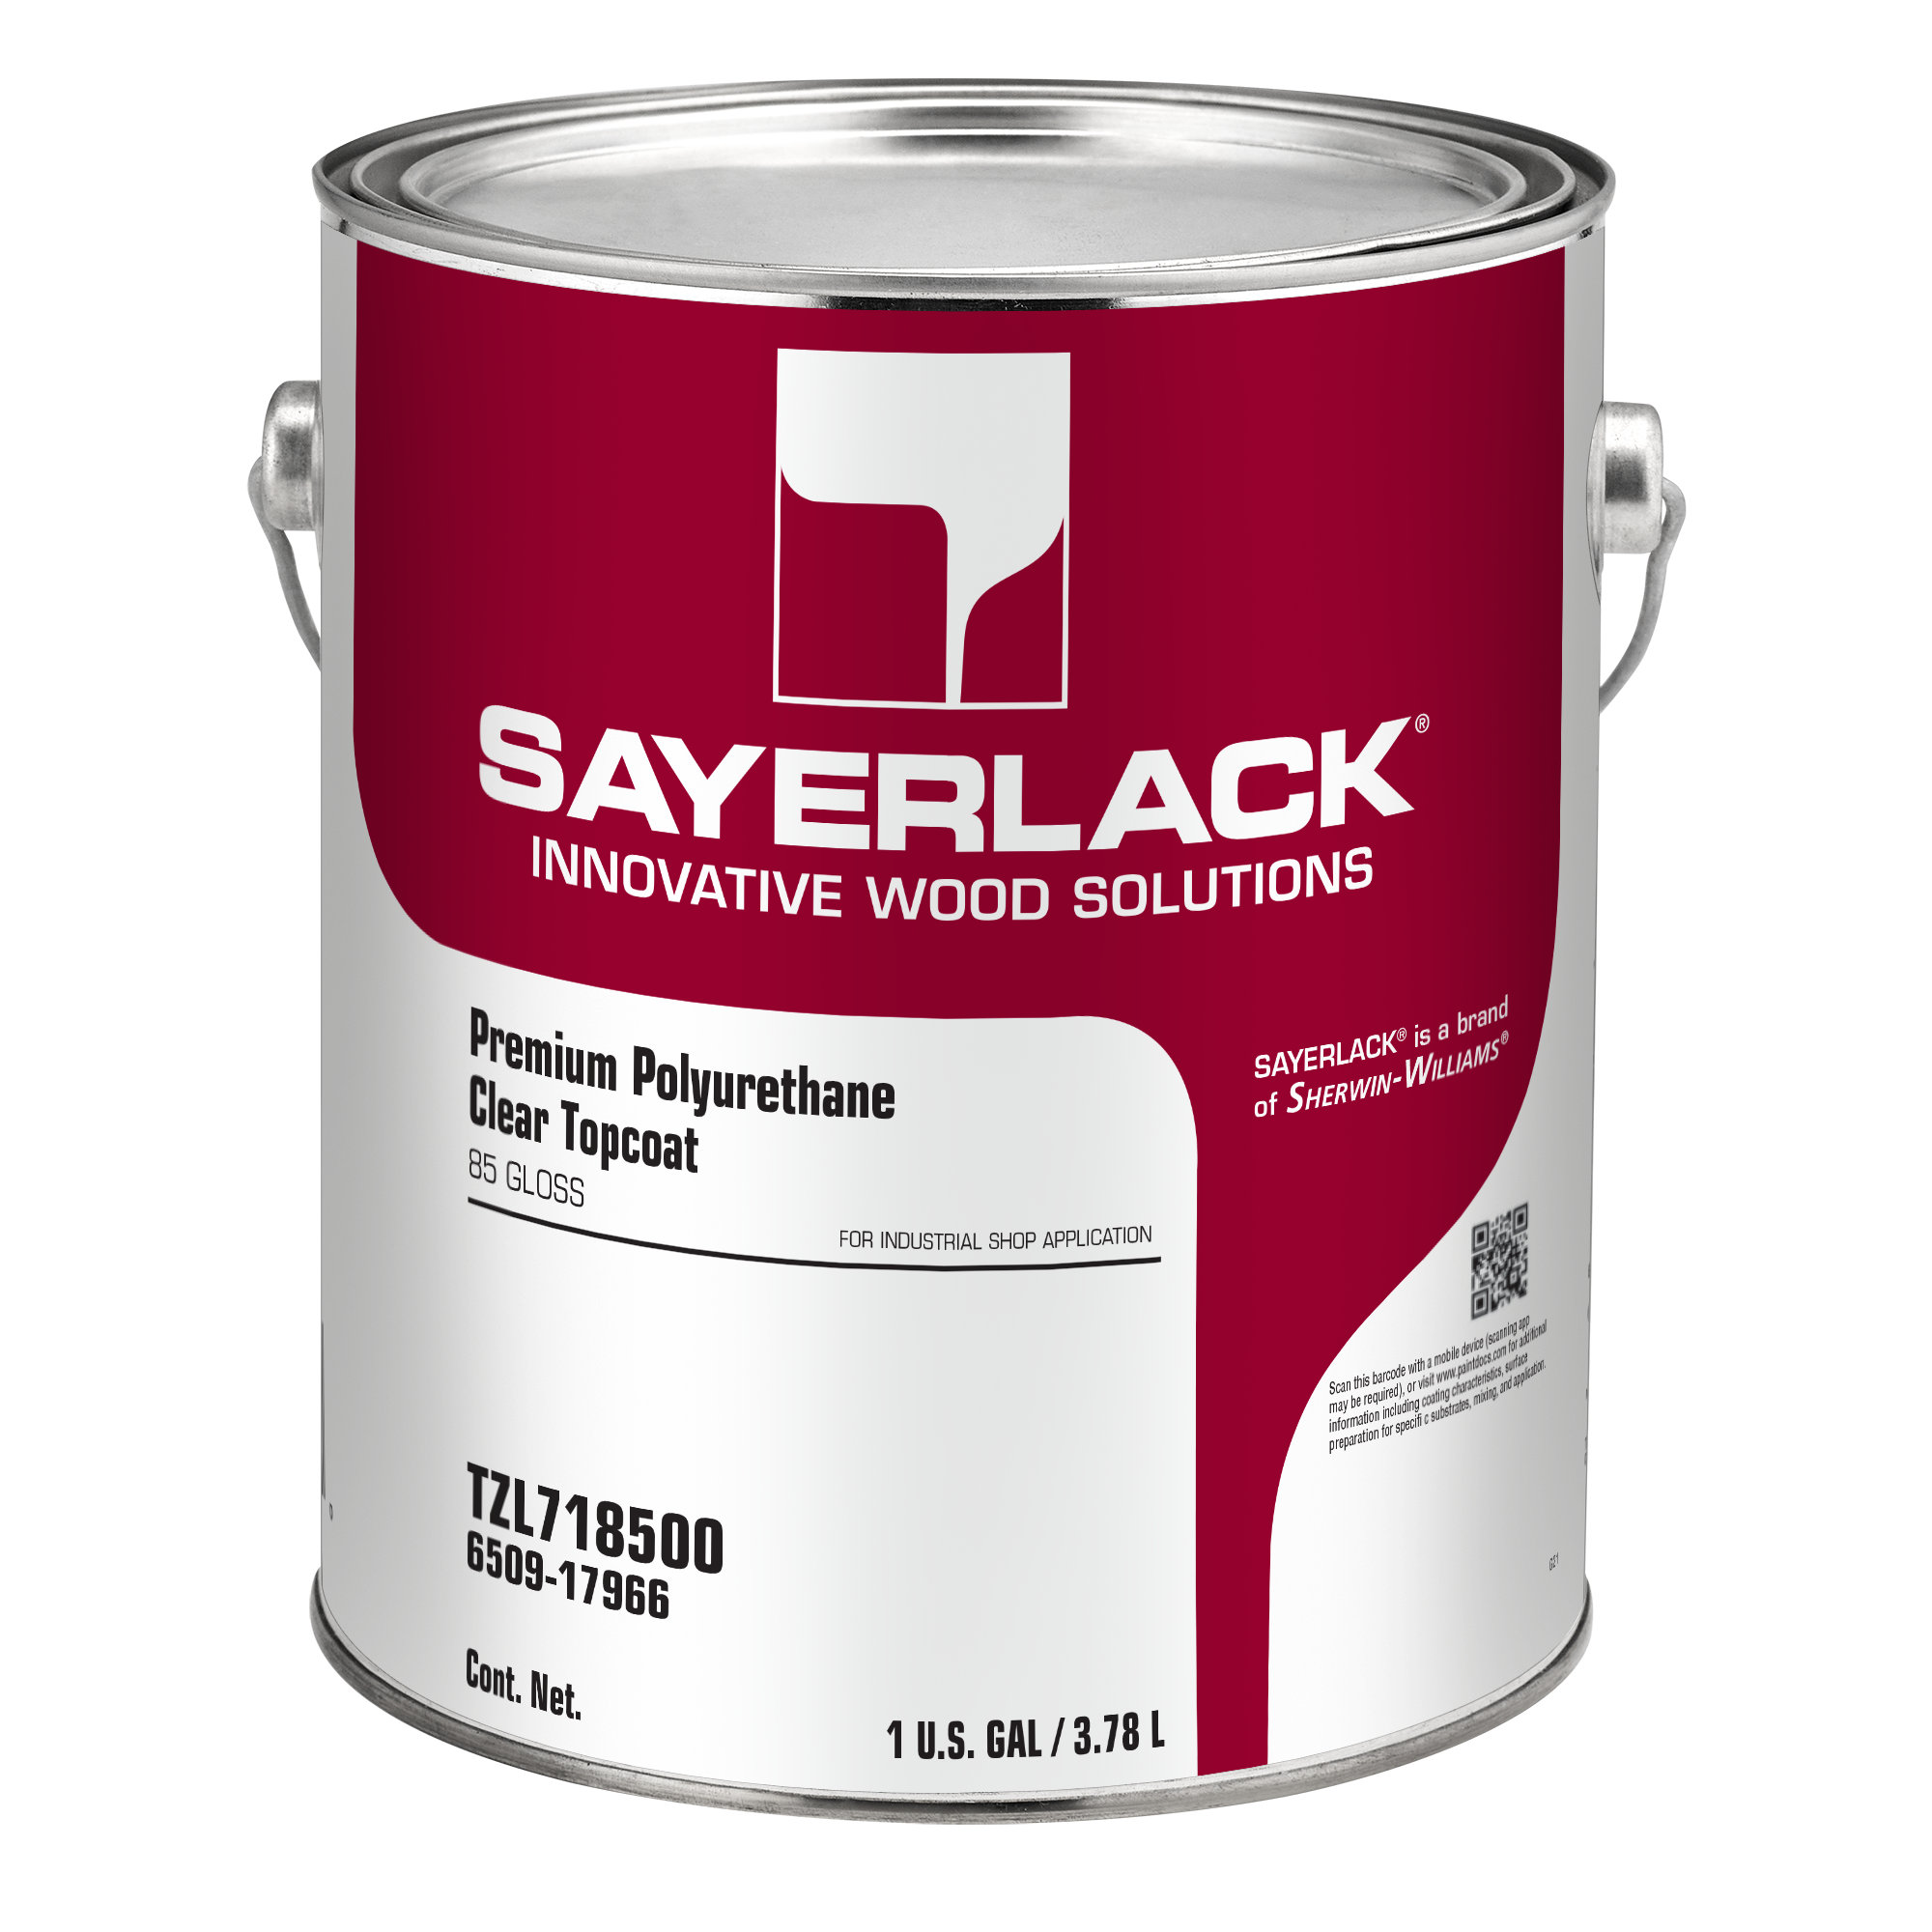 SAYERLACK®
INNOVATIVE WOOD SOLUTIONS
Premium Polyurethane
Clear Topcoat
85 GLOSS
FOR INDUSTRIAL SHOP APPLICATION
SAYERLACK® is a brand
of SHERWIN-WILLIAMS®
Scan this barcode with a mobile device (scanning app
may be required), or visit www.paintdocs.com for additional
information including coating characteristics, surface
preparation for specifi c substrates, mixing, and application.
TZL718500
6509-17966
Cont. Net.
1 U.S. GAL / 3.78 L
G21